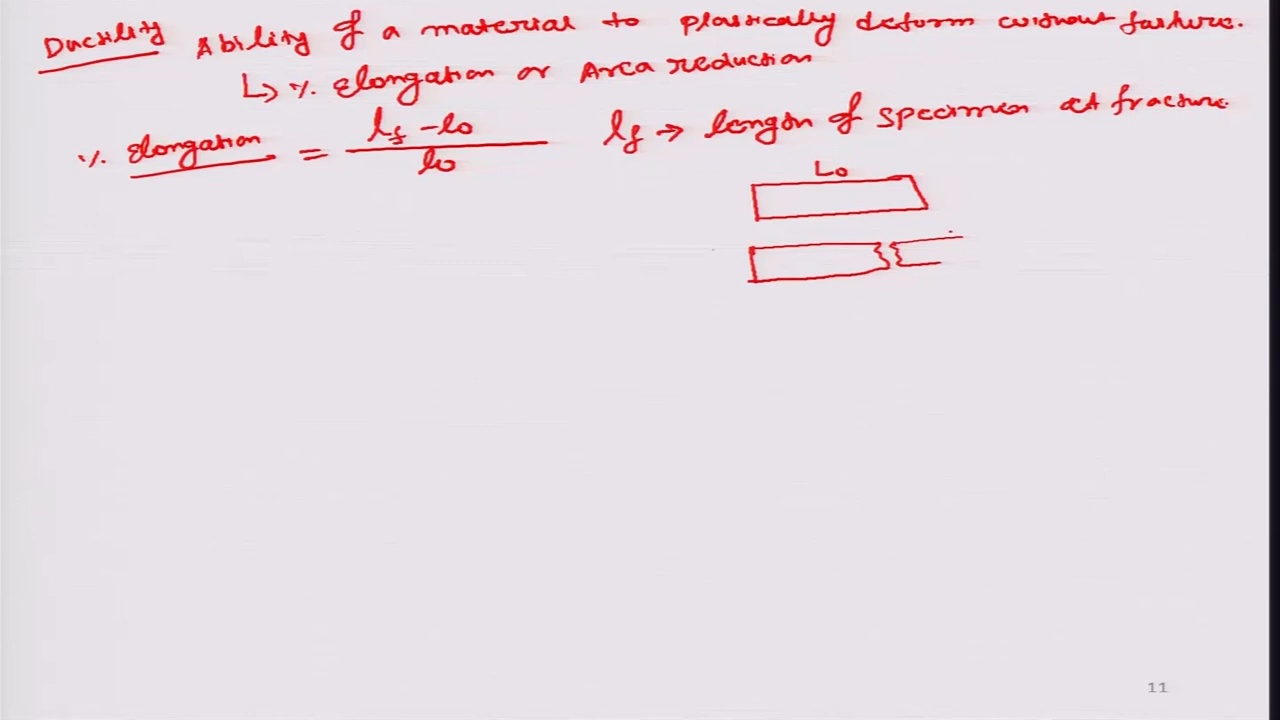 Ductility Ability of a material to plastically deform without failure.
↳ % Elongation or Area reduction
% Elongation = lf - lo / lo lf → length of specimen at fracture
Lo
11